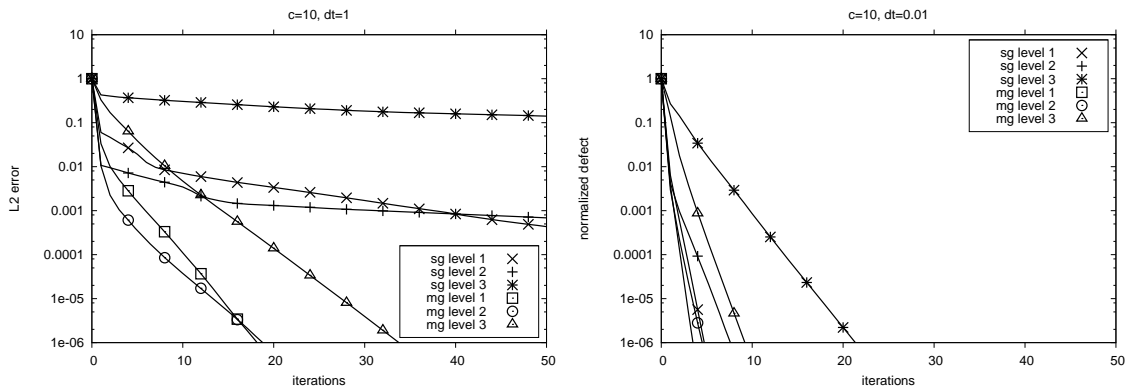 c=10, dt=1
L2 error
10
1
0.1
0.01
0.001
0.0001
1e-05
1e-06
0 10 20 30 40 50
iterations
sg level 1
sg level 2
sg level 3
mg level 1
mg level 2
mg level 3
c=10, dt=0.01
normalized defect
10
1
0.1
0.01
0.001
0.0001
1e-05
1e-06
0 10 20 30 40 50
iterations
sg level 1
sg level 2
sg level 3
mg level 1
mg level 2
mg level 3